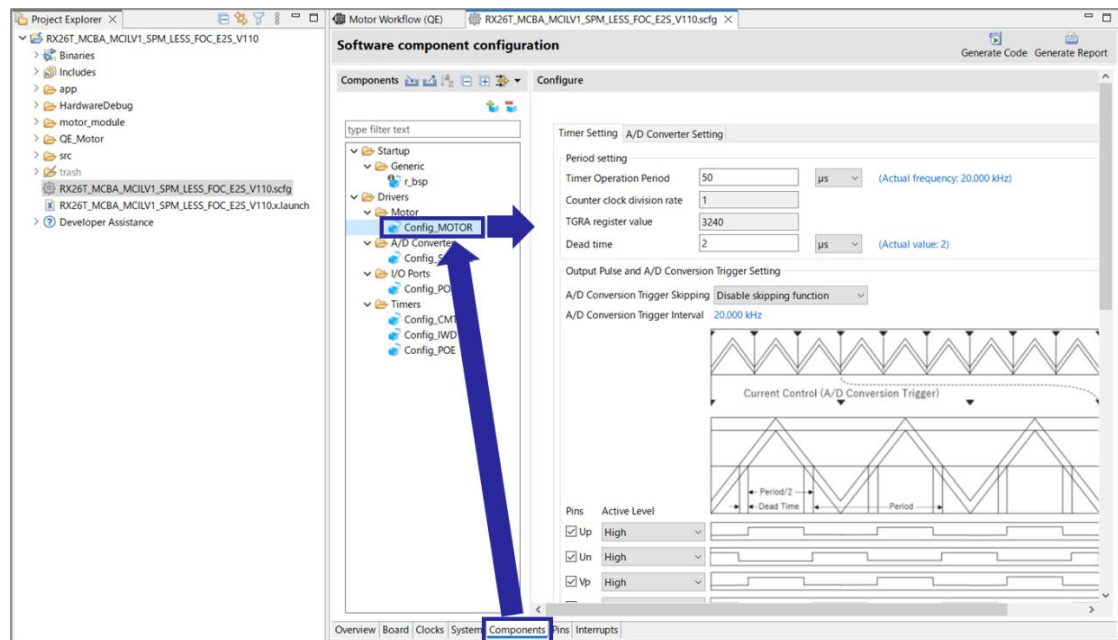 Project Explorer
RX26T_MCBA_MCILV1_SPM_LESS_FOC_E2S_V110
Binaries
Includes
app
HardwareDebug
motor_module
QE_Motor
src
trash
RX26T_MCBA_MCILV1_SPM_LESS_FOC_E2S_V110.scfg
RX26T_MCBA_MCILV1_SPM_LESS_FOC_E2S_V110.x.launch
Developer Assistance
Motor Workflow (QE)
RX26T_MCBA_MCILV1_SPM_LESS_FOC_E2S_V110.scfg
Software component configuration
Generate Code Generate Report
Components
type filter text
Startup
Generic
r_bsp
Drivers
Motor
Config_MOTOR
A/D Converter
Config_S
I/O Ports
Config_PO
Timers
Config_CMT
Config_IWD
Config_POE
Configure
Timer Setting A/D Converter Setting
Period setting
Timer Operation Period 50 µs (Actual frequency: 20.000 kHz)
Counter clock division rate 1
TGRA register value 3240
Dead time 2 µs (Actual value: 2)
Output Pulse and A/D Conversion Trigger Setting
A/D Conversion Trigger Skipping Disable skipping function
A/D Conversion Trigger Interval 20.000 kHz
Current Control (A/D Conversion Trigger)
Period/2
Dead Time Period
Pins Active Level
Up High
Un High
Vp High
Overview Board Clocks System Components Pins Interrupts